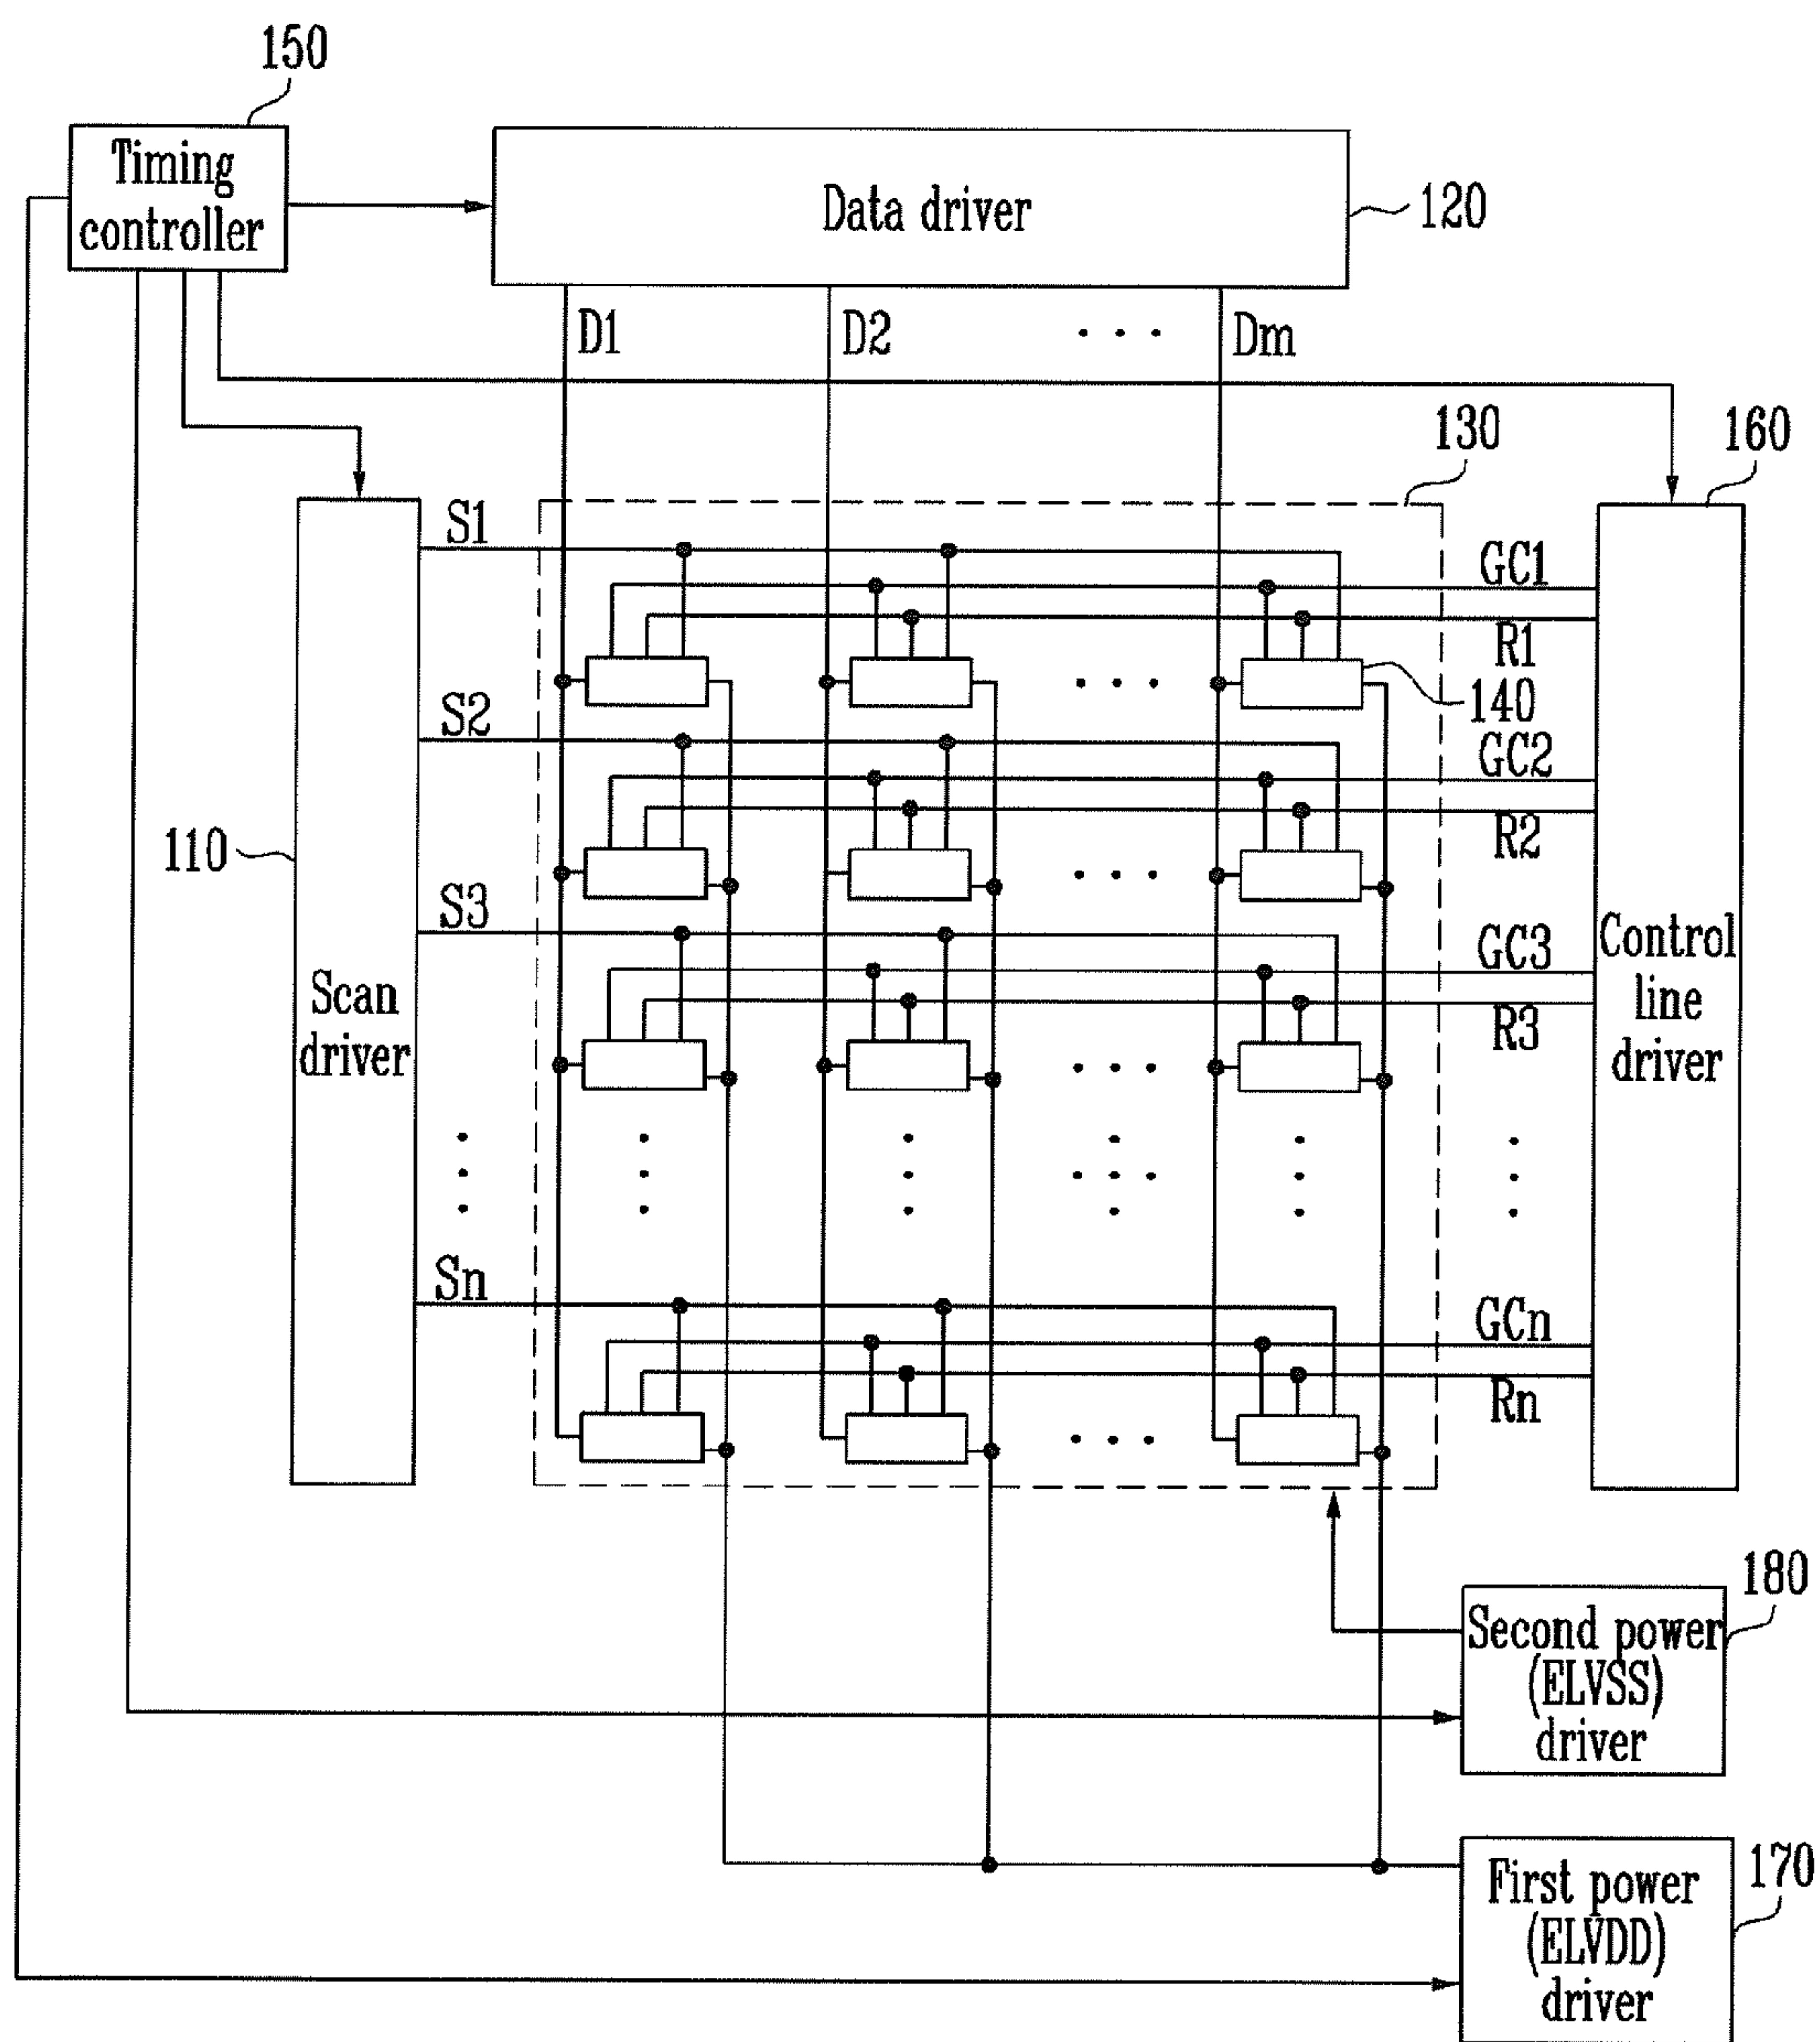 150
Timing
controller
Data driver
120
D1
D2
Dm
130
160
S1
GC1
R1
140
S2
GC2
R2
110
S3
GC3
R3
Scan
driver
Control
line
driver
Sn
GCn
Rn
180
Second power
(ELVSS)
driver
170
First power
(ELVDD)
driver